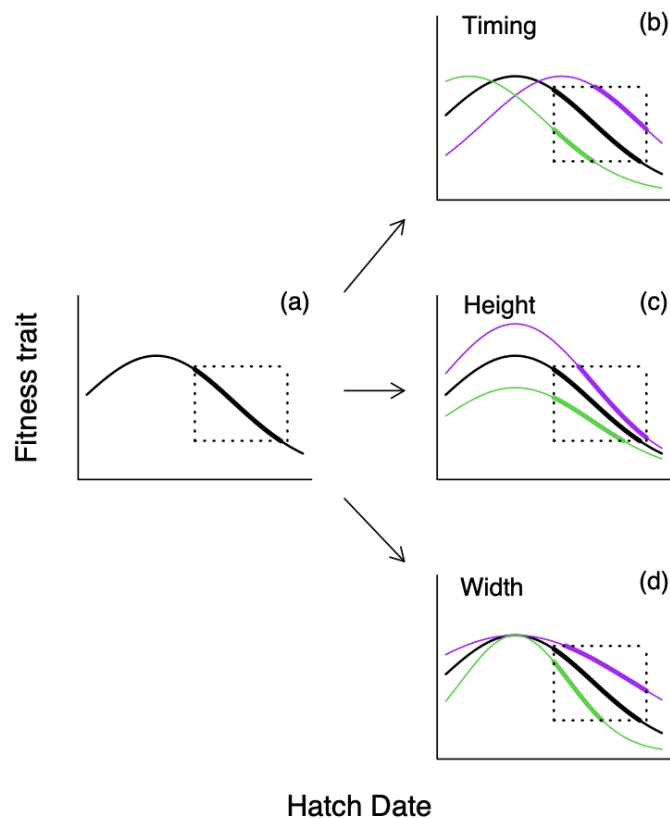 Timing
(b)
Fitness trait
(a)
Height
(c)
Width
(d)
Hatch Date